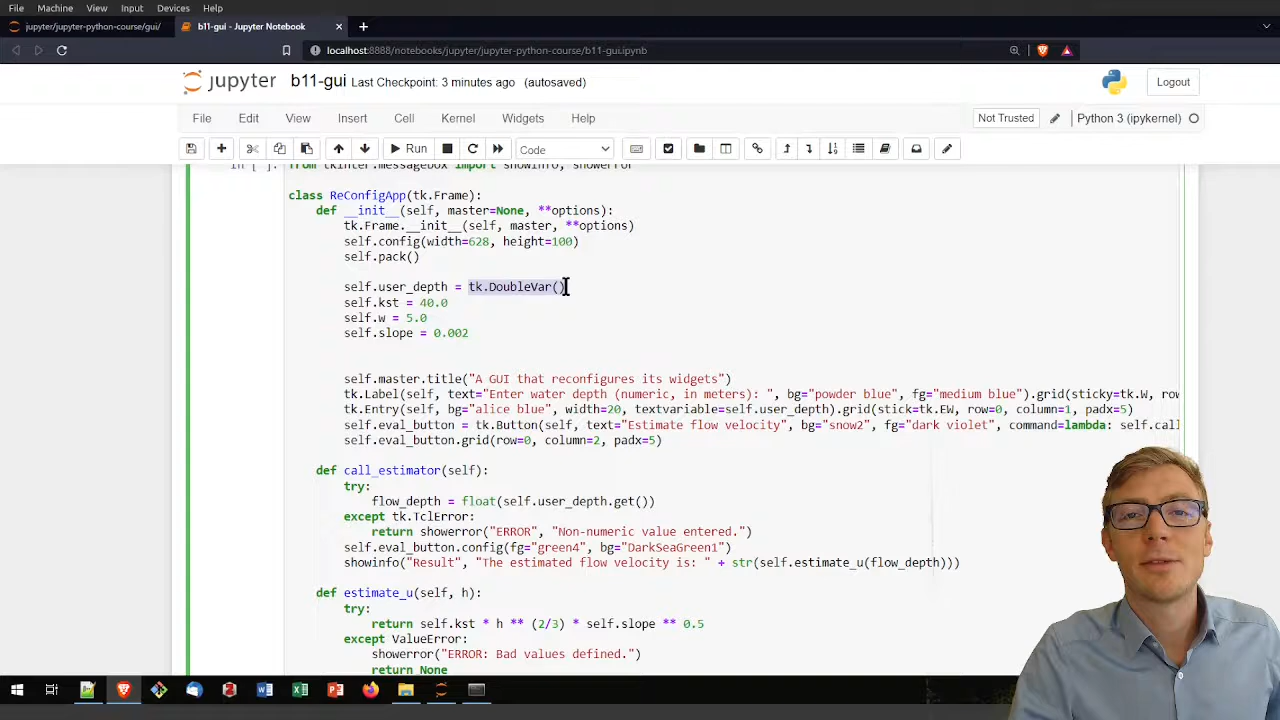 File Machine View Input Devices Help
jupyter/jupyter-python-course/gui/
b11-gui - Jupyter Notebook
localhost:8888/notebooks/jupyter/jupyter-python-course/b11-gui.ipynb
jupyter b11-gui Last Checkpoint: 3 minutes ago (autosaved)
Logout
File Edit View Insert Cell Kernel Widgets Help
Not Trusted
Python 3 (ipykernel)
Run
Code
In [ ]: from tkinter.messagebox import showinfo, showerror
class ReConfigApp(tk.Frame):
def __init__(self, master=None, **options):
tk.Frame.__init__(self, master, **options)
self.config(width=628, height=100)
self.pack()
self.user_depth = tk.DoubleVar()
self.kst = 40.0
self.w = 5.0
self.slope = 0.002
self.master.title("A GUI that reconfigures its widgets")
tk.Label(self, text="Enter water depth (numeric, in meters): ", bg="powder blue", fg="medium blue").grid(sticky=tk.W, row
tk.Entry(self, bg="alice blue", width=20, textvariable=self.user_depth).grid(stick=tk.EW, row=0, column=1, padx=5)
self.eval_button = tk.Button(self, text="Estimate flow velocity", bg="snow2", fg="dark violet", command=lambda: self.call
self.eval_button.grid(row=0, column=2, padx=5)
def call_estimator(self):
try:
flow_depth = float(self.user_depth.get())
except tk.TclError:
return showerror("ERROR", "Non-numeric value entered.")
self.eval_button.config(fg="green4", bg="DarkSeaGreen1")
showinfo("Result", "The estimated flow velocity is: " + str(self.estimate_u(flow_depth)))
def estimate_u(self, h):
try:
return self.kst * h ** (2/3) * self.slope ** 0.5
except ValueError:
showerror("ERROR: Bad values defined.")
return None